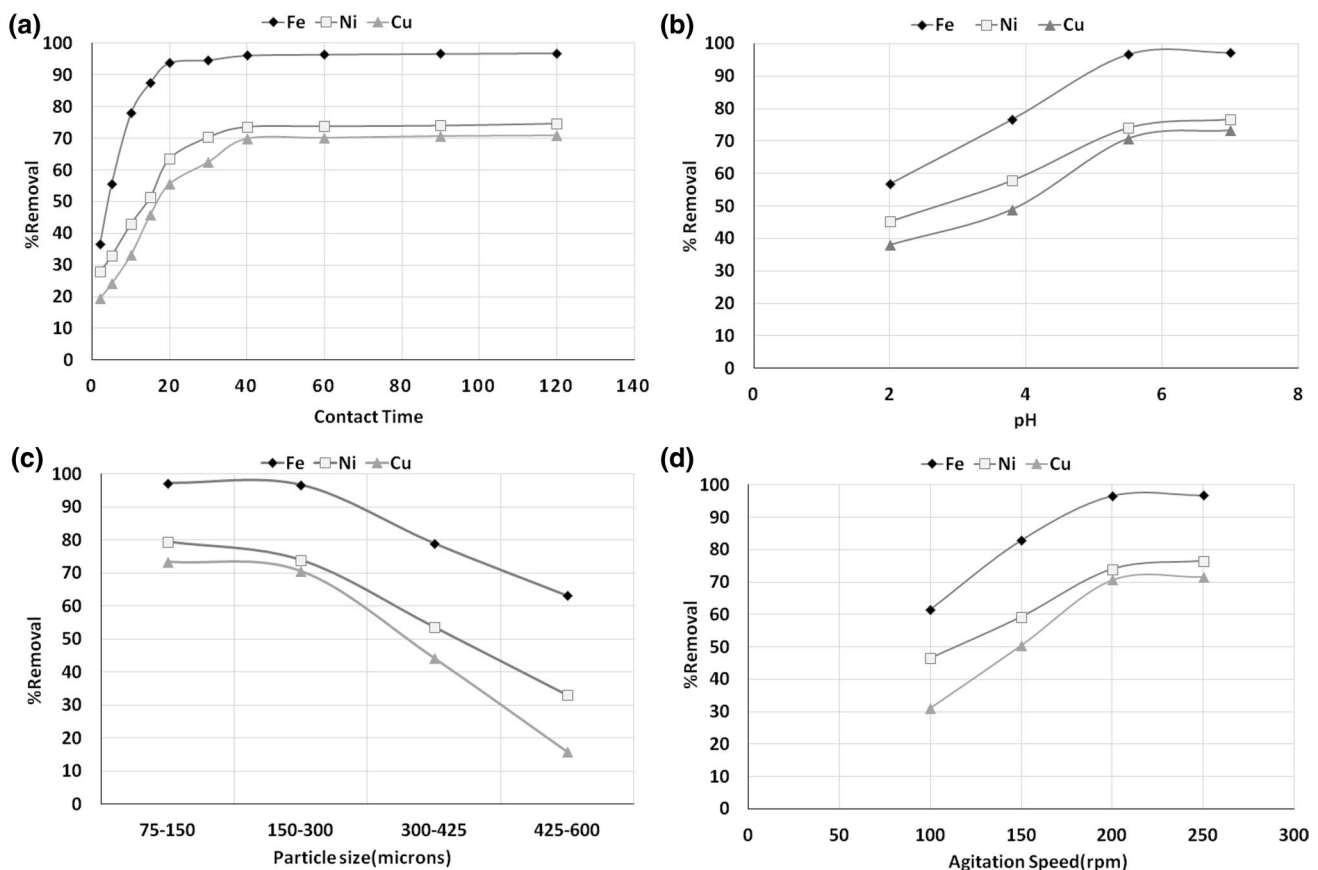 (a)
Fe Ni Cu
100
90
80
70
60
50
40
30
20
10
0
%Removal
0 20 40 60 80 100 120 140
Contact Time
(b)
Fe Ni Cu
100
90
80
70
60
50
40
30
20
10
0
% Removal
0 2 4 6 8
pH
(c)
Fe Ni Cu
100
90
80
70
60
50
40
30
20
10
0
%Removal
75-150 150-300 300-425 425-600
Particle size(microns)
(d)
Fe Ni Cu
100
90
80
70
60
50
40
30
20
10
0
%Removal
0 50 100 150 200 250 300
Agitation Speed(rpm)